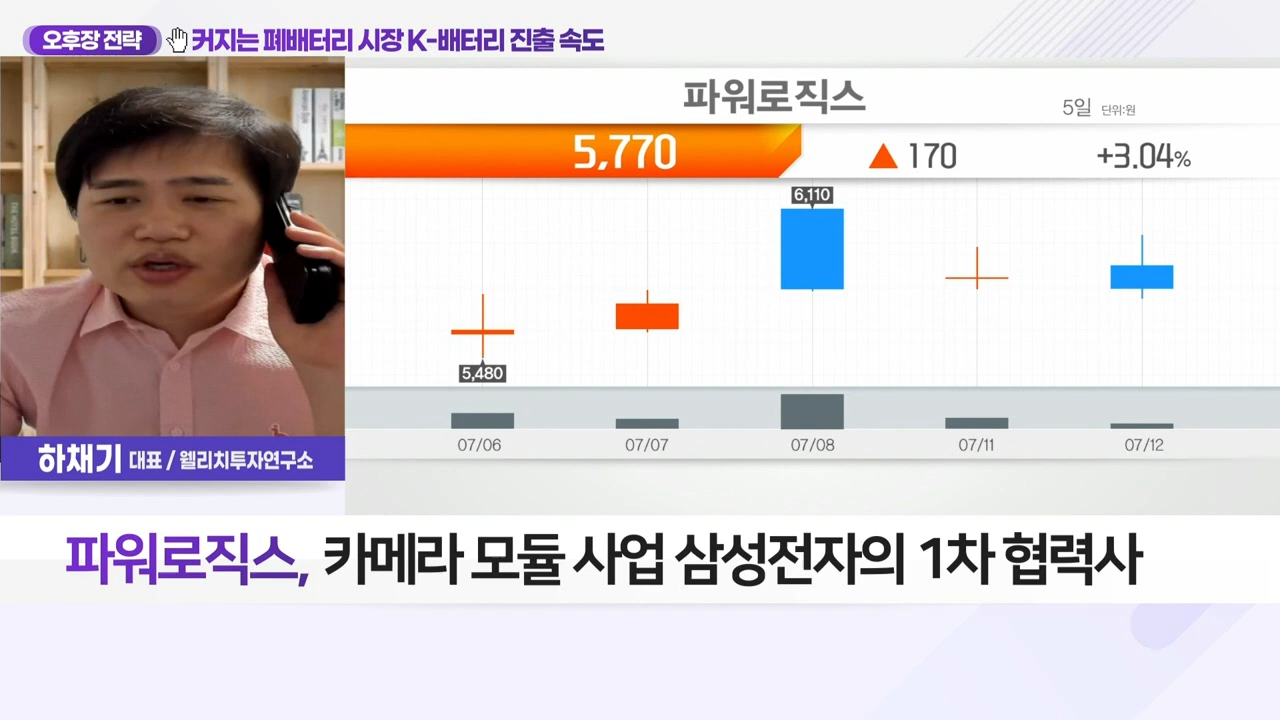 오후장 전략 커지는 폐배터리 시장 K-배터리 진출 속도
파워로직스
5일 단위:원
5,770 ▲ 170 +3.04%
6,110
5,480
07/06 07/07 07/08 07/11 07/12
하채기 대표 / 웰리치투자연구소
파워로직스, 카메라 모듈 사업 삼성전자의 1차 협력사